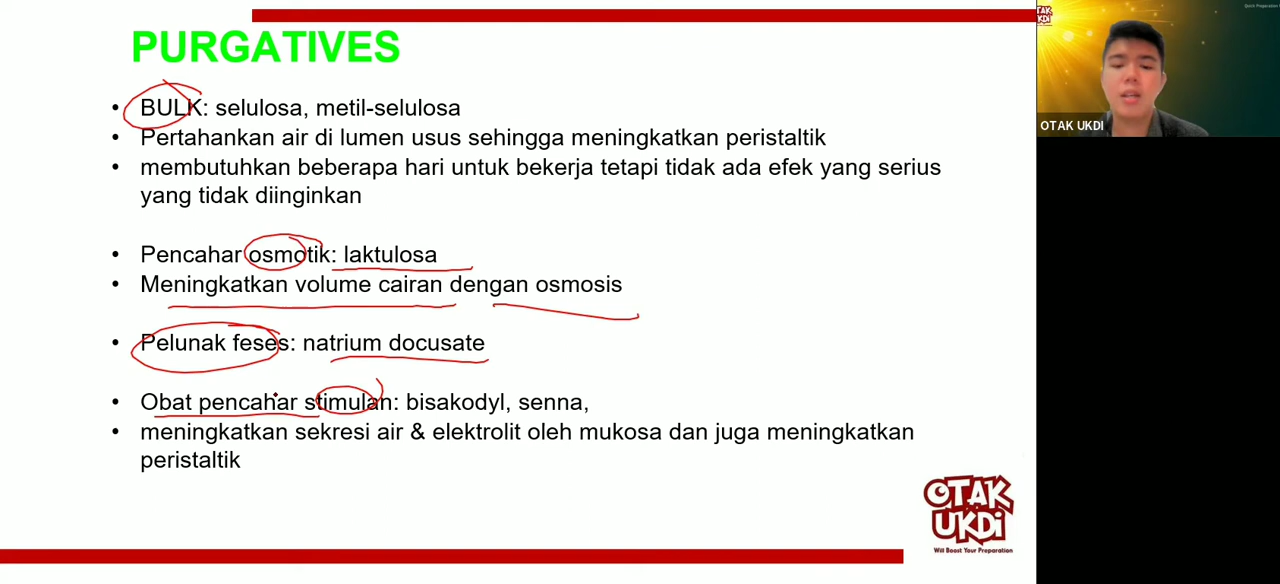 PURGATIVES
• BULK: selulosa, metil-selulosa
• Pertahankan air di lumen usus sehingga meningkatkan peristaltik
• membutuhkan beberapa hari untuk bekerja tetapi tidak ada efek yang serius
yang tidak diinginkan
• Pencahar osmotik: laktulosa
• Meningkatkan volume cairan dengan osmosis
• Pelunak feses: natrium docusate
• Obat pencahar stimulan: bisakodyl, senna,
• meningkatkan sekresi air & elektrolit oleh mukosa dan juga meningkatkan
peristaltik
OTAK
UKDI
Will Boost Your Preparation
TAK
UKDI
OTAK UKDI